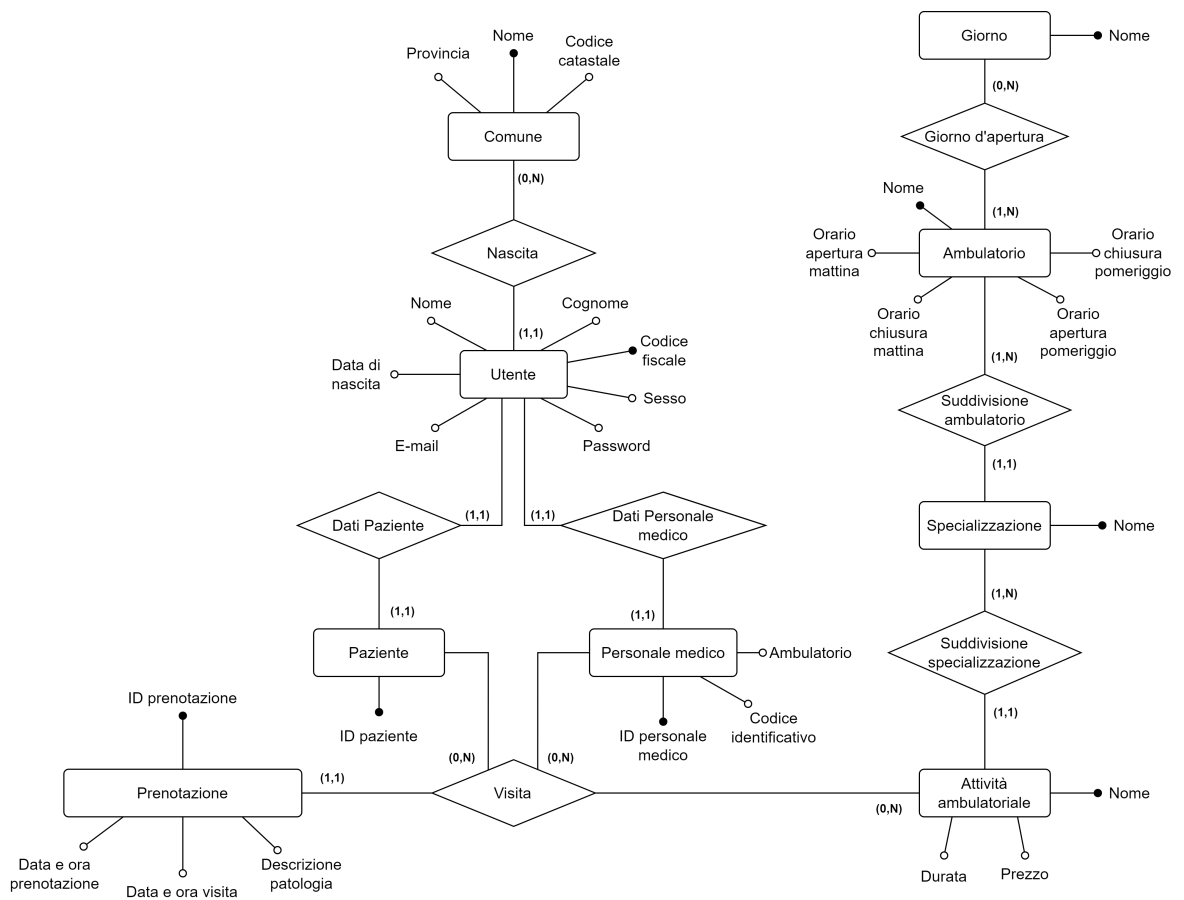 Nome
Provincia
Codice
catastale
Comune
(0,N)
Nascita
Nome
Cognome
(1,1)
Codice
fiscale
Data di
nascita
Utente
Sesso
E-mail
Password
(1,1)
(1,1)
Dati Paziente
Dati Personale
medico
(1,1)
(1,1)
Paziente
Personale medico
Ambulatorio
ID paziente
Codice
identificativo
ID personale
medico
ID prenotazione
(0,N)
(0,N)
(1,1)
Prenotazione
Visita
(0,N)
Data e ora
prenotazione
Data e ora visita
Descrizione
patologia
Giorno
Nome
(0,N)
Giorno d'apertura
Nome
(1,N)
Orario
apertura
mattina
Ambulatorio
Orario
chiusura
pomeriggio
Orario
chiusura
mattina
Orario
apertura
pomeriggio
(1,N)
Suddivisione
ambulatorio
(1,1)
Specializzazione
Nome
(1,N)
Suddivisione
specializzazione
(1,1)
Attività
ambulatoriale
Nome
Durata
Prezzo